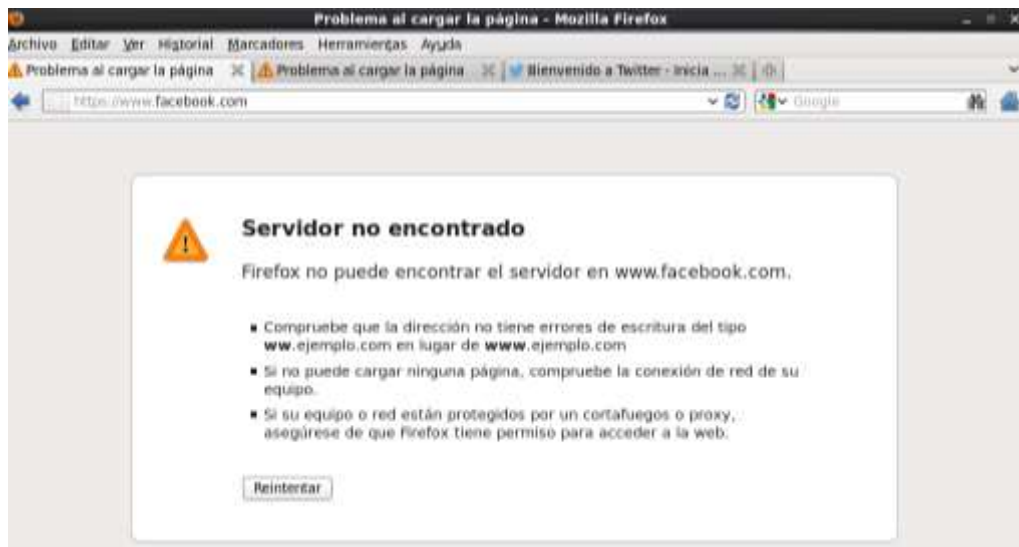 Problema al cargar la página - Mozilla Firefox
Archivo Editar Ver Historial Marcadores Herramientas Ayuda
Problema al cargar la página Problema al cargar la página Bienvenido a Twitter - Inicia ...
https://www.facebook.com Google
Servidor no encontrado
Firefox no puede encontrar el servidor en www.facebook.com.
Compruebe que la dirección no tiene errores de escritura del tipo
ww.ejemplo.com en lugar de www.ejemplo.com
Si no puede cargar ninguna página, compruebe la conexión de red de su
equipo.
Si su equipo o red están protegidos por un cortafuegos o proxy,
asegúrese de que Firefox tiene permiso para acceder a la web.
Reintentar